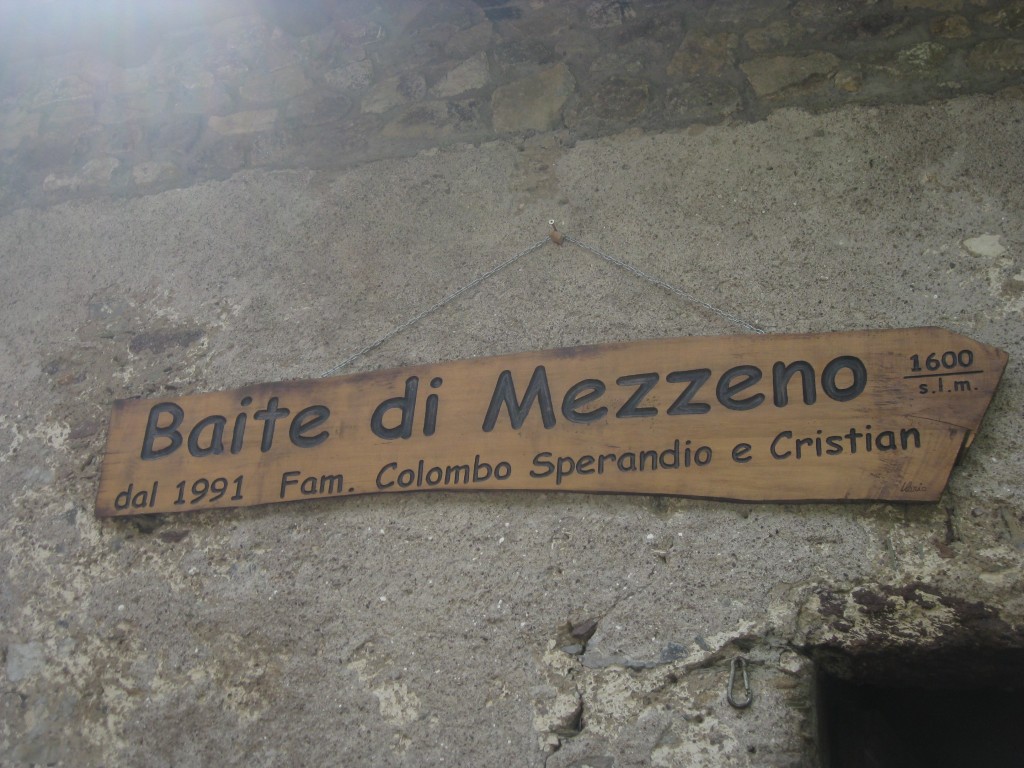 Baite di Mezzeno
1600
s.l.m.
dal 1991 Fam. Colombo Sperandio e Cristian